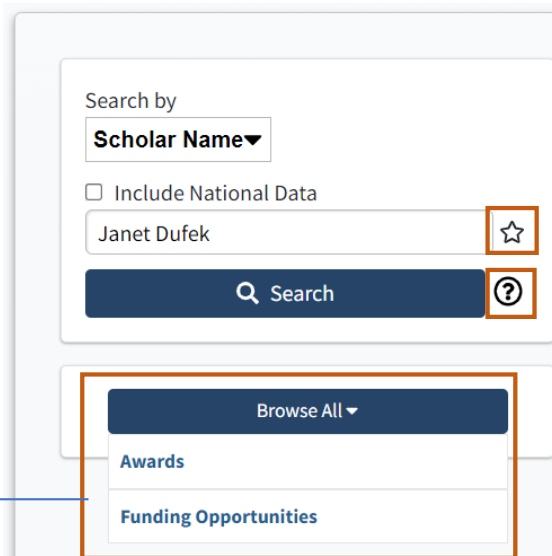 Search by
Scholar Name
Include National Data
Janet Dufek
Search
?
Browse All
Awards
Funding Opportunities